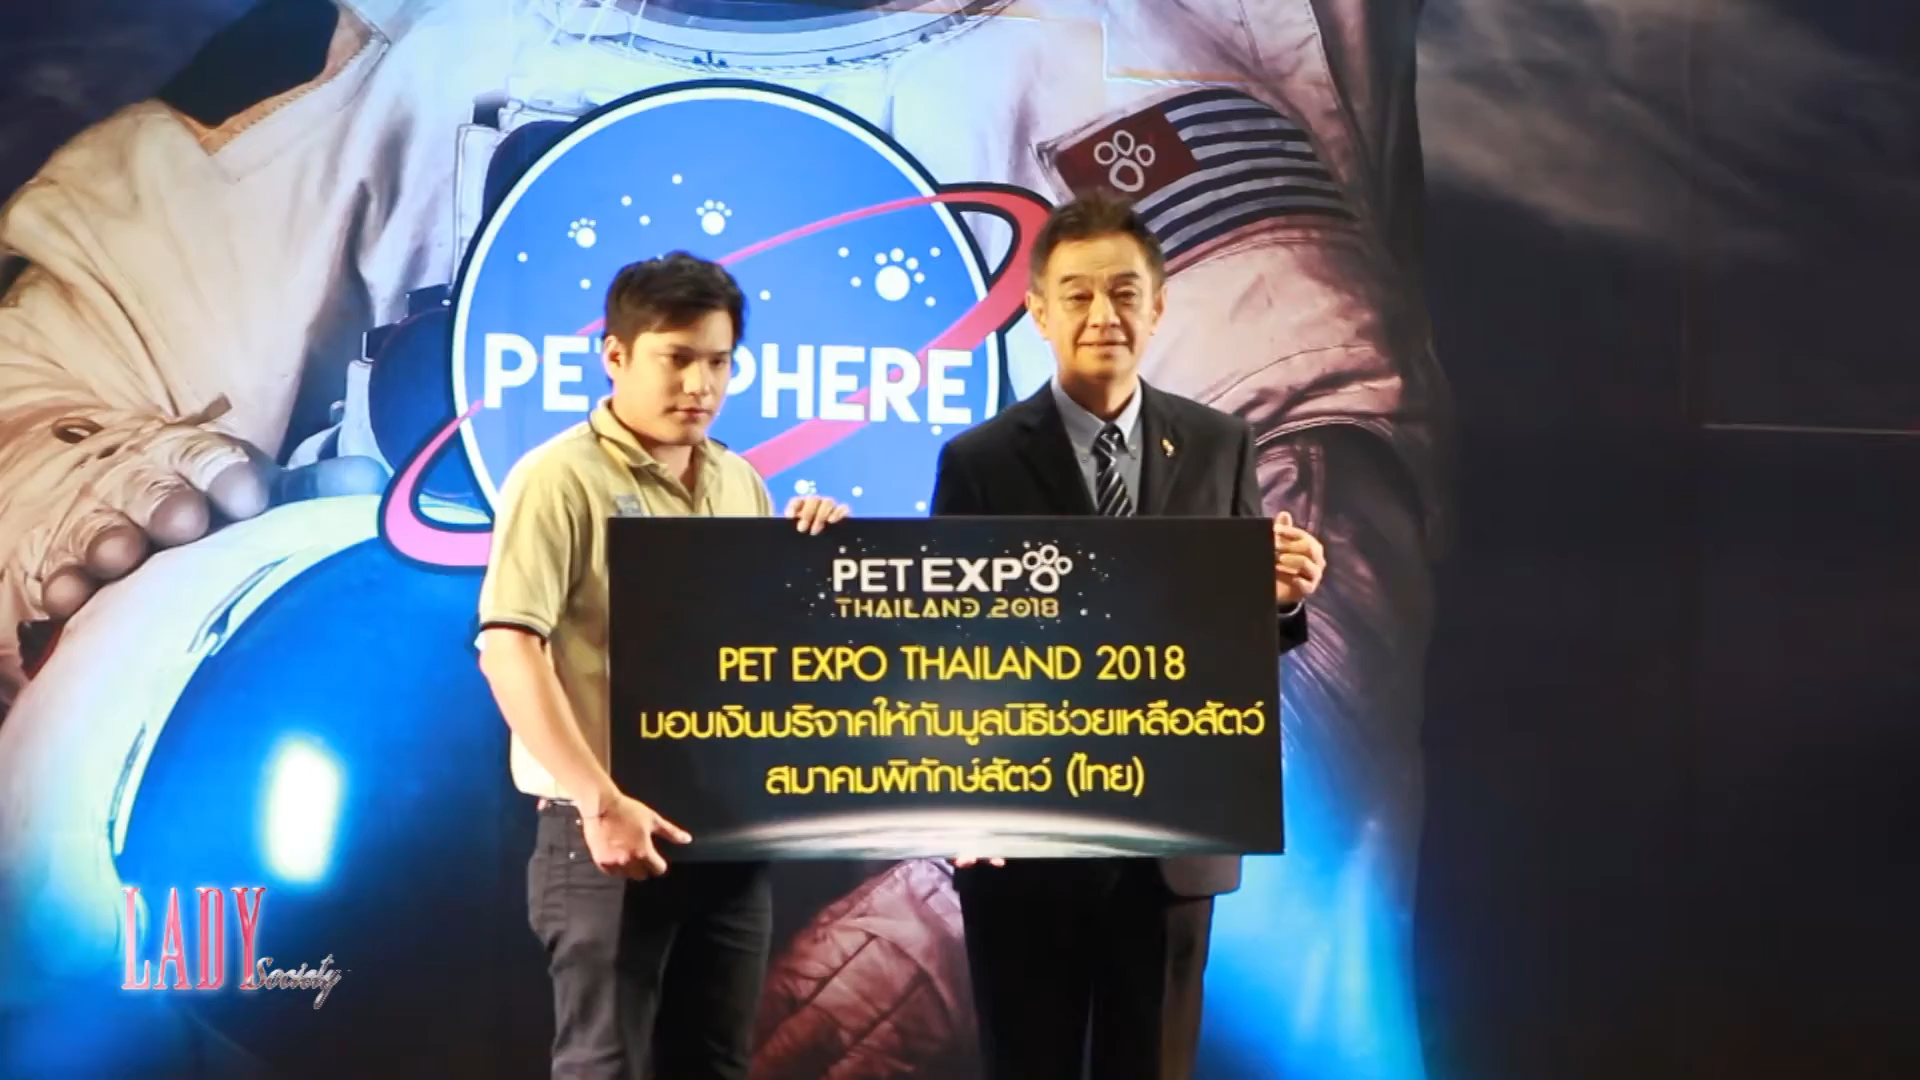 PETSPHERE
PET EXPO
THAILAND 2018
PET EXPO THAILAND 2018
มอบเงินบริจาคให้กับมูลนิธิช่วยเหลือสัตว์
สมาคมพิทักษ์สัตว์ (ไทย)
LADY
Society